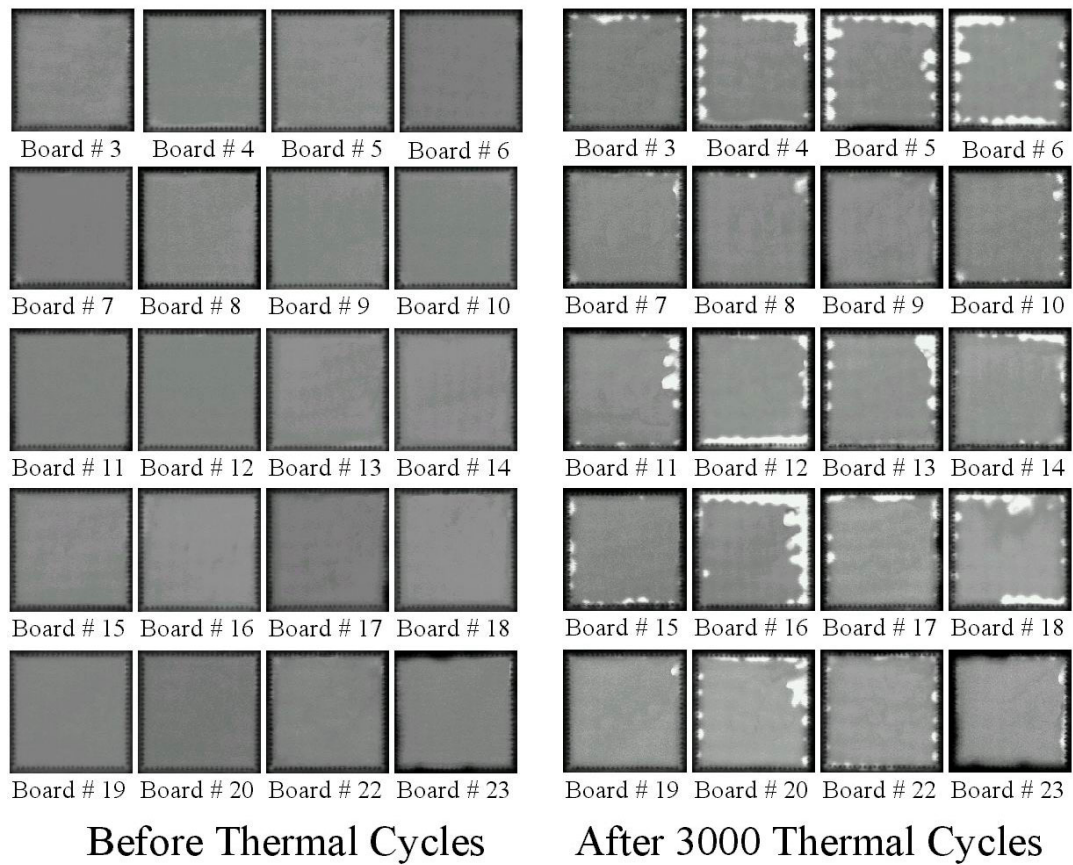 Board # 3 Board # 4 Board # 5 Board # 6 Board # 3 Board # 4 Board # 5 Board # 6
Board # 7 Board # 8 Board # 9 Board # 10 Board # 7 Board # 8 Board # 9 Board # 10
Board # 11 Board # 12 Board # 13 Board # 14 Board # 11 Board # 12 Board # 13 Board # 14
Board # 15 Board # 16 Board # 17 Board # 18 Board # 15 Board # 16 Board # 17 Board # 18
Board # 19 Board # 20 Board # 22 Board # 23 Board # 19 Board # 20 Board # 22 Board # 23
Before Thermal Cycles After 3000 Thermal Cycles